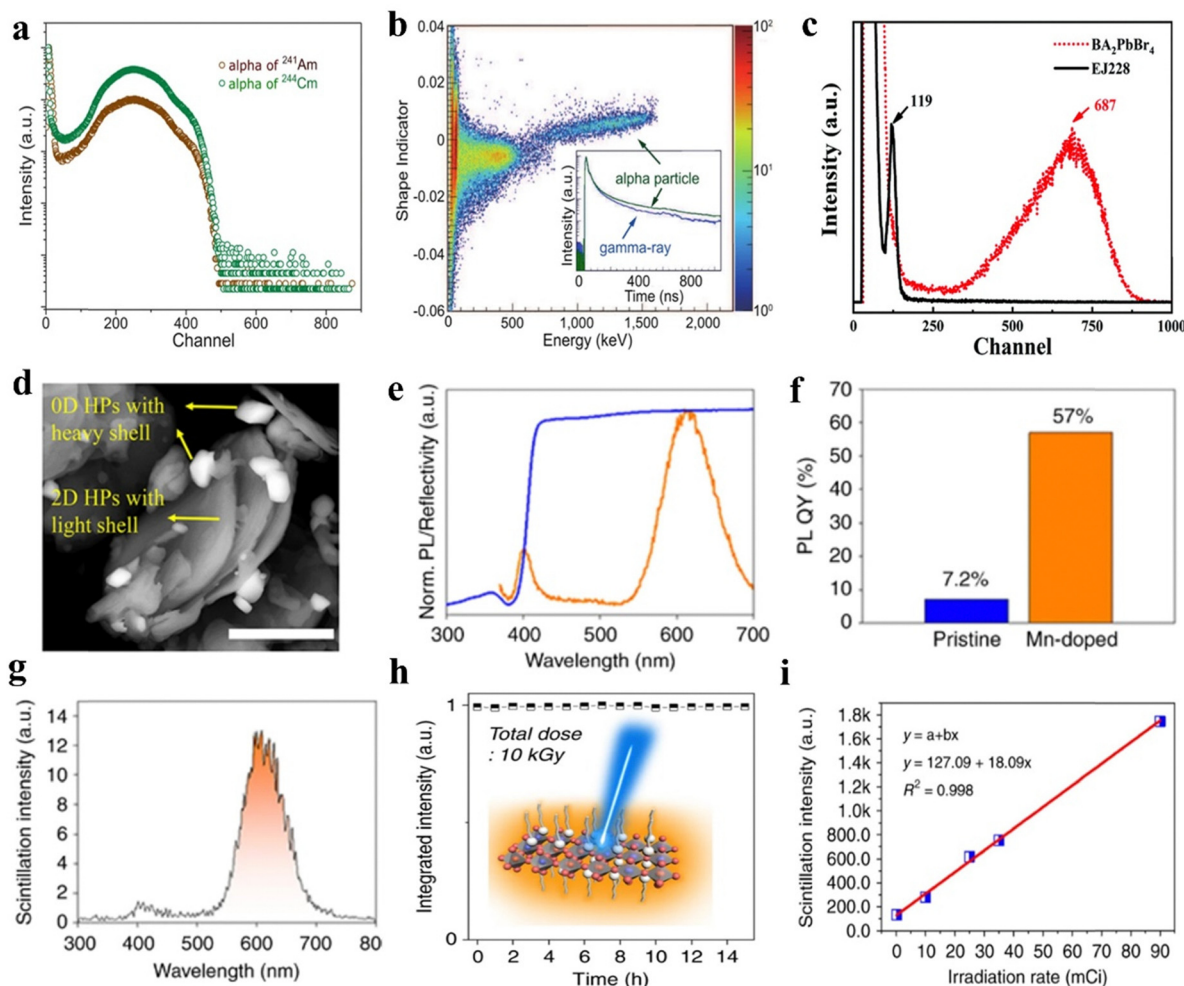 a
Intensity (a.u.)
alpha of ²⁴¹Am
alpha of ²⁴⁴Cm
0 200 400 600 800
Channel
b
Shape Indicator
0.04
0.02
0
-0.02
-0.04
-0.06
0 500 1,000 1,500 2,000
Energy (keV)
10²
10¹
10⁰
Intensity (a.u.)
alpha particle
gamma-ray
400 800
Time (ns)
c
Intensity (a.u.)
BA₂PbBr₄
EJ228
119
687
0 250 500 750 1000
Channel
d
0D HPs with
heavy shell
2D HPs with
light shell
e
Norm. PL/Reflectivity (a.u.)
300 400 500 600 700
Wavelength (nm)
f
PL QY (%)
70
60
50
40
30
20
10
0
57%
7.2%
Pristine Mn-doped
g
Scintillation intensity (a.u.)
14
13
12
10
8
6
4
2
0
300 400 500 600 700 80
Wavelength (nm)
h
Integrated intensity (a.u.)
1
0
Total dose
: 10 kGy
0 2 4 6 8 10 12 14
Time (h)
i
Scintillation intensity (a.u.)
1.8k
1.6k
1.4k
1.2k
1.0k
800.0
600.0
400.0
200.0
0.0
y = a+bx
y = 127.09 + 18.09x
R² = 0.998
0 10 20 30 40 50 60 70 80 90
Irradiation rate (mCi)